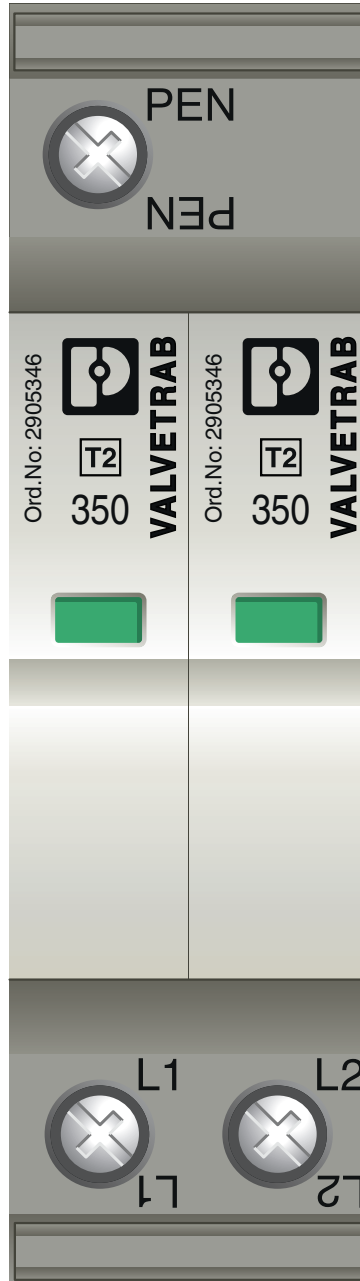 PEN
PEN
Ord.No: 2905346
T2
350
VALVETRAB
Ord.No: 2905346
T2
350
VALVETRAB
L1
L2
L1
L2